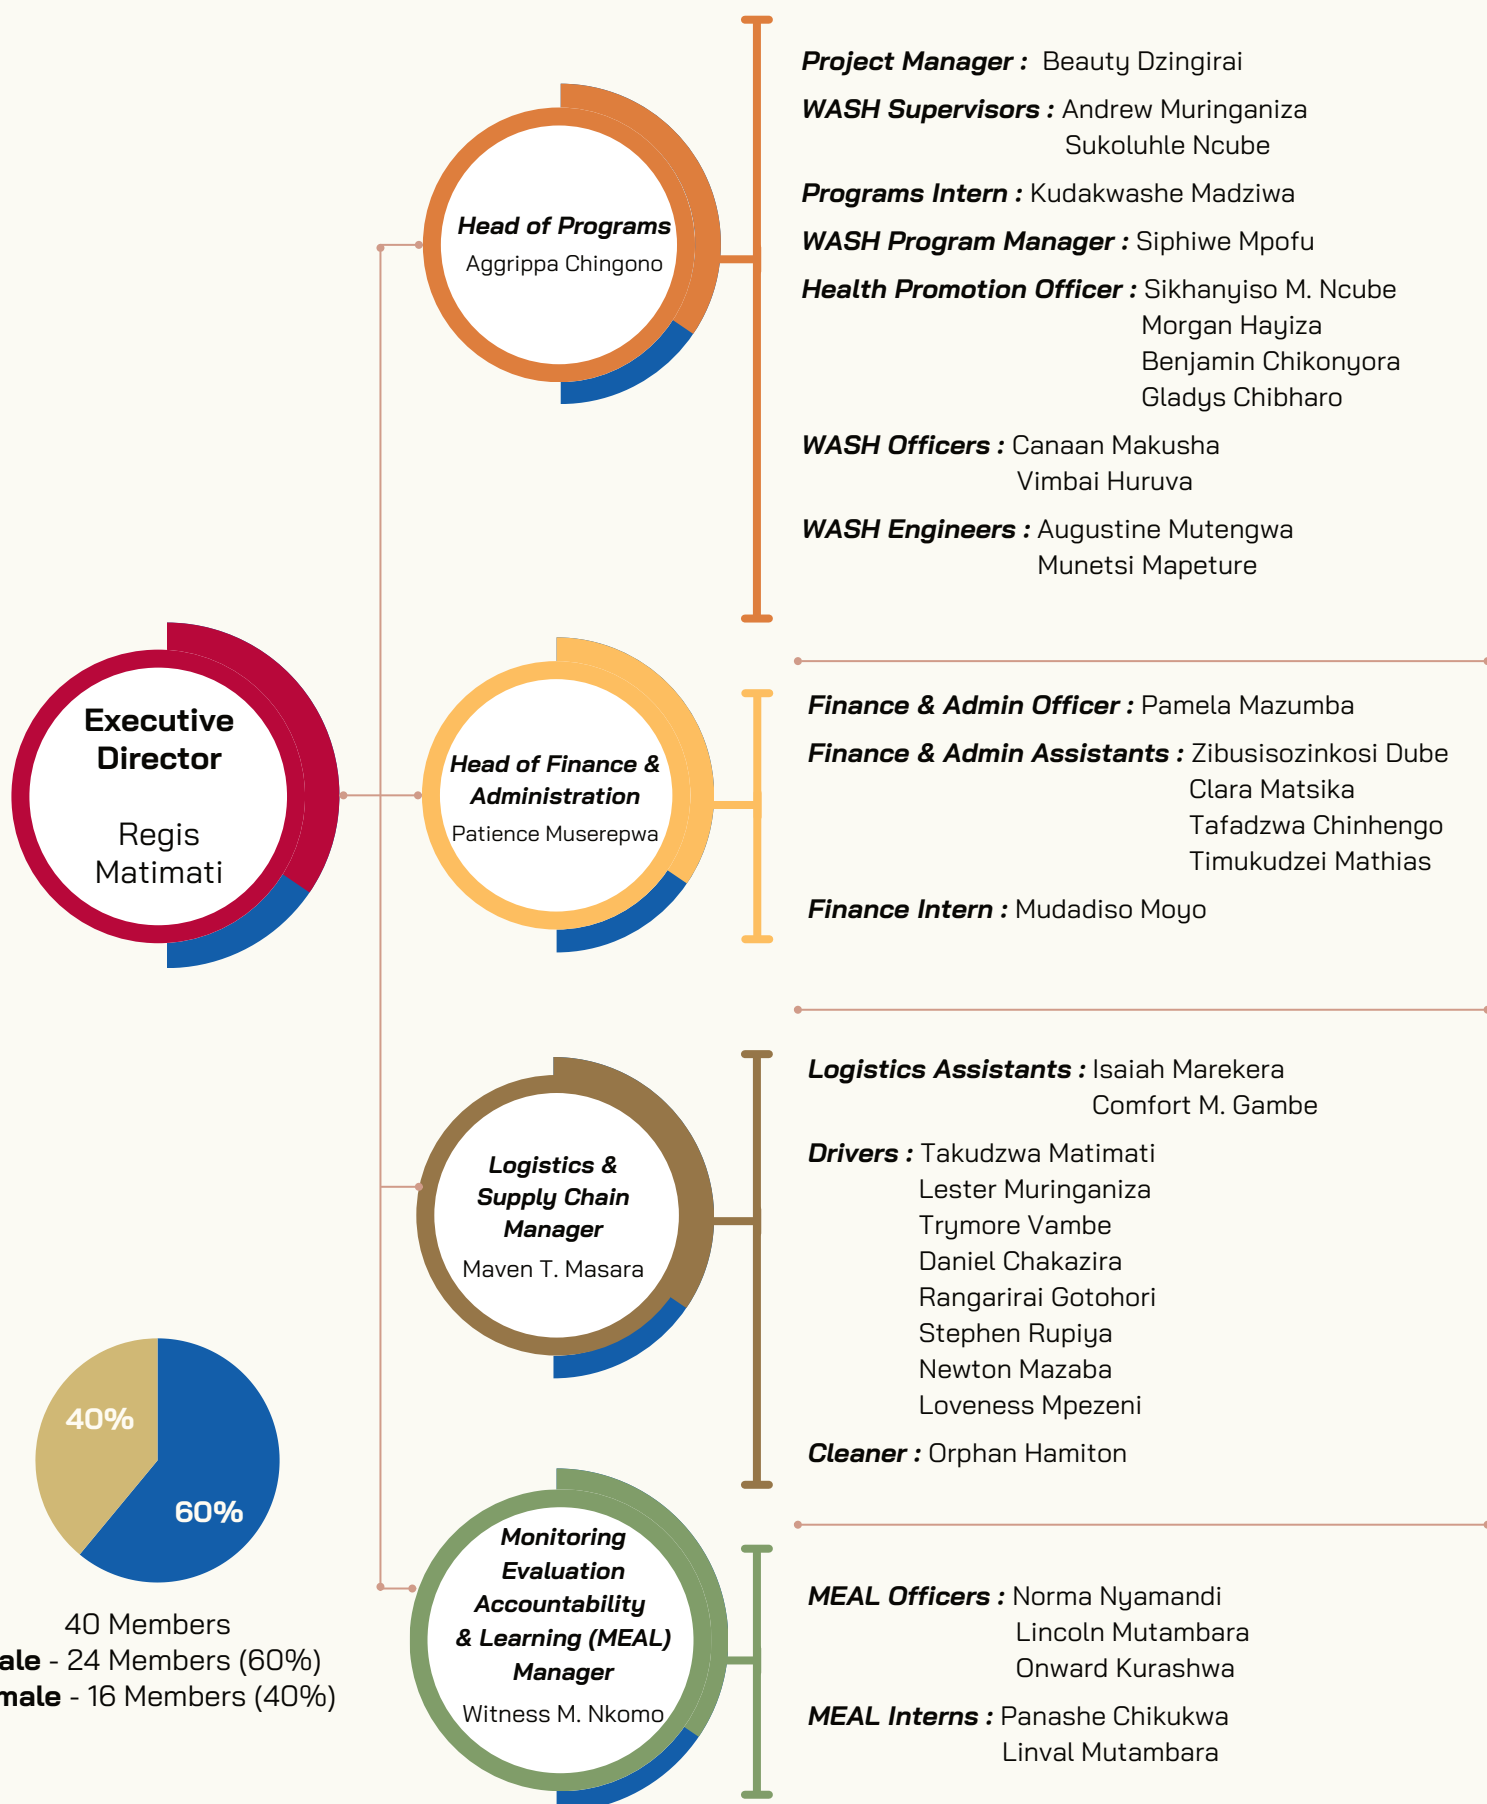 Executive
Director
Regis
Matimati
Head of Programs
Aggrippa Chingono
Project Manager : Beauty Dzingirai
WASH Supervisors : Andrew Muringaniza
Sukoluhle Ncube
Programs Intern : Kudakwashe Madziwa
WASH Program Manager : Siphiwe Mpofu
Health Promotion Officer : Sikhanyiso M. Ncube
Morgan Hayiza
Benjamin Chikonyora
Gladys Chibharo
WASH Officers : Canaan Makusha
Vimbai Huruva
WASH Engineers : Augustine Mutengwa
Munetsi Mapeture
Head of Finance &
Administration
Patience Muserepwa
Finance & Admin Officer : Pamela Mazumba
Finance & Admin Assistants : Zibusisozinkosi Dube
Clara Matsika
Tafadzwa Chinhengo
Timukudzei Mathias
Finance Intern : Mudadiso Moyo
Logistics &
Supply Chain
Manager
Maven T. Masara
Logistics Assistants : Isaiah Marekera
Comfort M. Gambe
Drivers : Takudzwa Matimati
Lester Muringaniza
Trymore Vambe
Daniel Chakazira
Rangarirai Gotohori
Stephen Rupiya
Newton Mazaba
Loveness Mpezeni
Cleaner : Orphan Hamiton
Monitoring
Evaluation
Accountability
& Learning (MEAL)
Manager
Witness M. Nkomo
MEAL Officers : Norma Nyamandi
Lincoln Mutambara
Onward Kurashwa
MEAL Interns : Panashe Chikukwa
Linval Mutambara
40%
60%
40 Members
ale - 24 Members (60%)
male - 16 Members (40%)